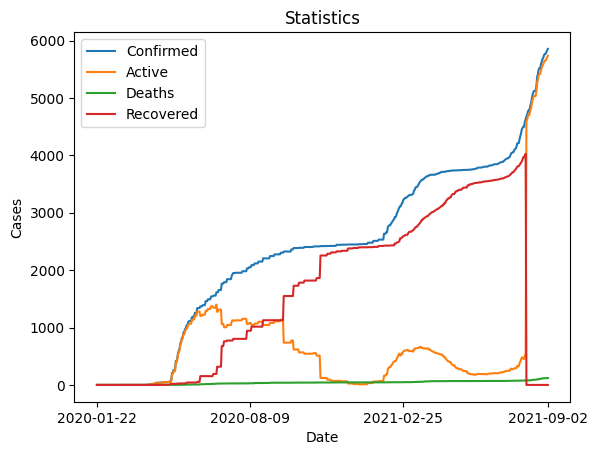 Statistics
Confirmed
Active
Deaths
Recovered
6000
5000
4000
3000
2000
1000
0
Cases
2020-01-22
2020-08-09
2021-02-25
2021-09-02
Date